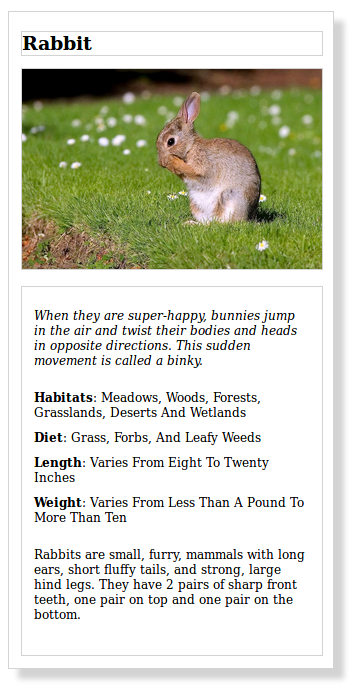 Rabbit
When they are super-happy, bunnies jump
in the air and twist their bodies and heads
in opposite directions. This sudden
movement is called a binky.
Habitats: Meadows, Woods, Forests,
Grasslands, Deserts And Wetlands
Diet: Grass, Forbs, And Leafy Weeds
Length: Varies From Eight To Twenty
Inches
Weight: Varies From Less Than A Pound To
More Than Ten
Rabbits are small, furry, mammals with long
ears, short fluffy tails, and strong, large
hind legs. They have 2 pairs of sharp front
teeth, one pair on top and one pair on the
bottom.